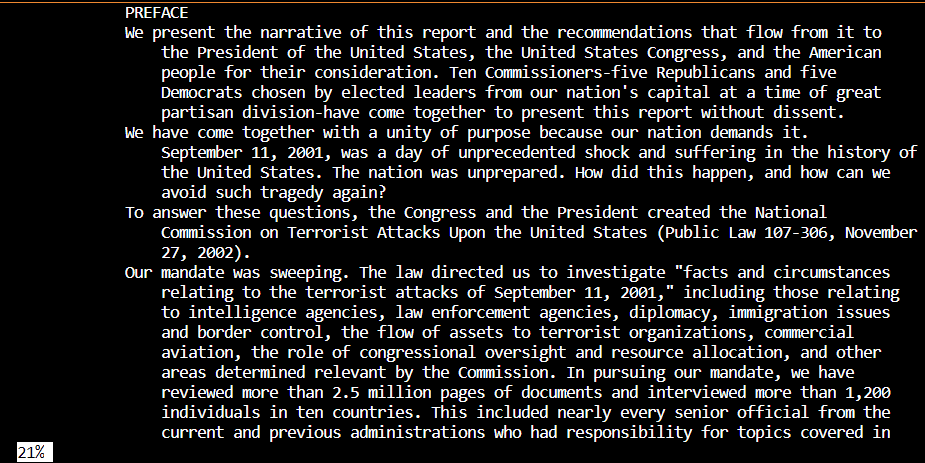 PREFACE
We present the narrative of this report and the recommendations that flow from it to
the President of the United States, the United States Congress, and the American
people for their consideration. Ten Commissioners-five Republicans and five
Democrats chosen by elected leaders from our nation's capital at a time of great
partisan division-have come together to present this report without dissent.
We have come together with a unity of purpose because our nation demands it.
September 11, 2001, was a day of unprecedented shock and suffering in the history of
the United States. The nation was unprepared. How did this happen, and how can we
avoid such tragedy again?
To answer these questions, the Congress and the President created the National
Commission on Terrorist Attacks Upon the United States (Public Law 107-306, November
27, 2002).
Our mandate was sweeping. The law directed us to investigate "facts and circumstances
relating to the terrorist attacks of September 11, 2001," including those relating
to intelligence agencies, law enforcement agencies, diplomacy, immigration issues
and border control, the flow of assets to terrorist organizations, commercial
aviation, the role of congressional oversight and resource allocation, and other
areas determined relevant by the Commission. In pursuing our mandate, we have
reviewed more than 2.5 million pages of documents and interviewed more than 1,200
individuals in ten countries. This included nearly every senior official from the
current and previous administrations who had responsibility for topics covered in
21%